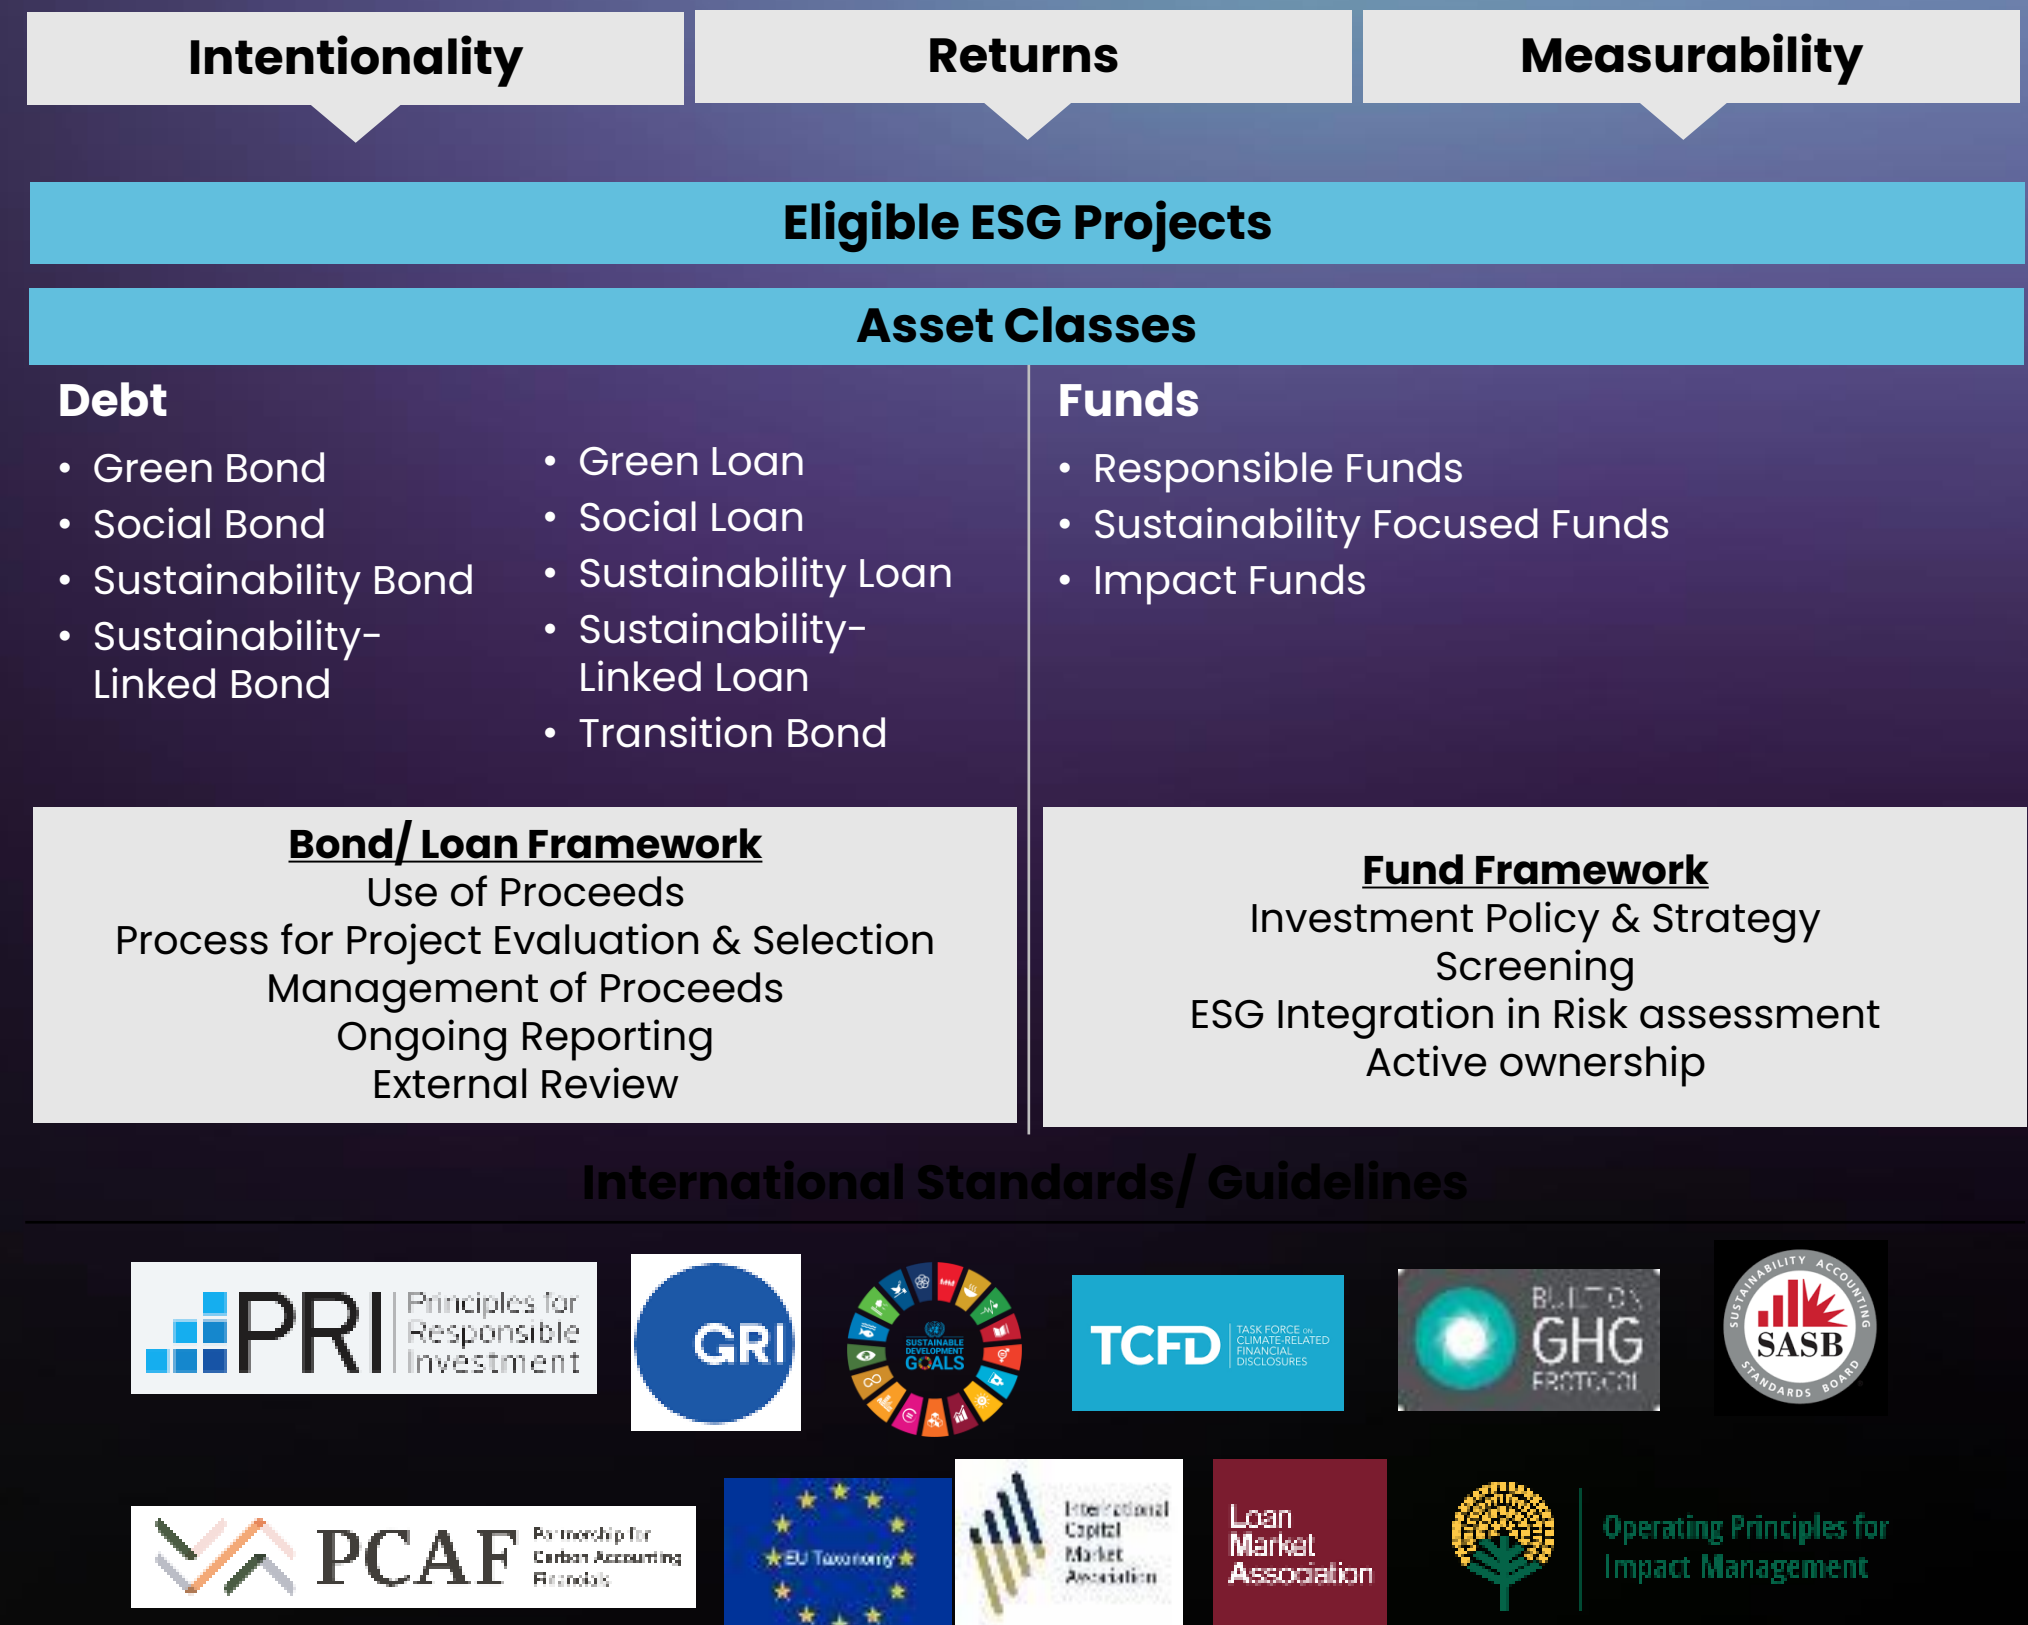 Intentionality
Returns
Measurability
Eligible ESG Projects
Asset Classes
Debt
• Green Bond
• Social Bond
• Sustainability Bond
• Sustainability-
Linked Bond
• Green Loan
• Social Loan
• Sustainability Loan
• Sustainability-
Linked Loan
• Transition Bond
Funds
• Responsible Funds
• Sustainability Focused Funds
• Impact Funds
Bond/ Loan Framework
Use of Proceeds
Process for Project Evaluation & Selection
Management of Proceeds
Ongoing Reporting
External Review
Fund Framework
Investment Policy & Strategy
Screening
ESG Integration in Risk assessment
Active ownership
International Standards/ Guidelines
PRI
Principles for
Responsible
Investment
GRI
SUSTAINABLE
DEVELOPMENT
GOALS
TCFD
TASK FORCE ON
CLIMATE-RELATED
FINANCIAL
DISCLOSURES
BUILT ON
GHG
PROTOCOL
SUSTAINABILITY ACCOUNTING
SASB
STANDARDS BOARD
PCAF
Partnership for
Carbon Accounting
Financials
EU Taxonomy
International
Capital
Market
Association
Loan
Market
Association
Operating Principles for
Impact Management